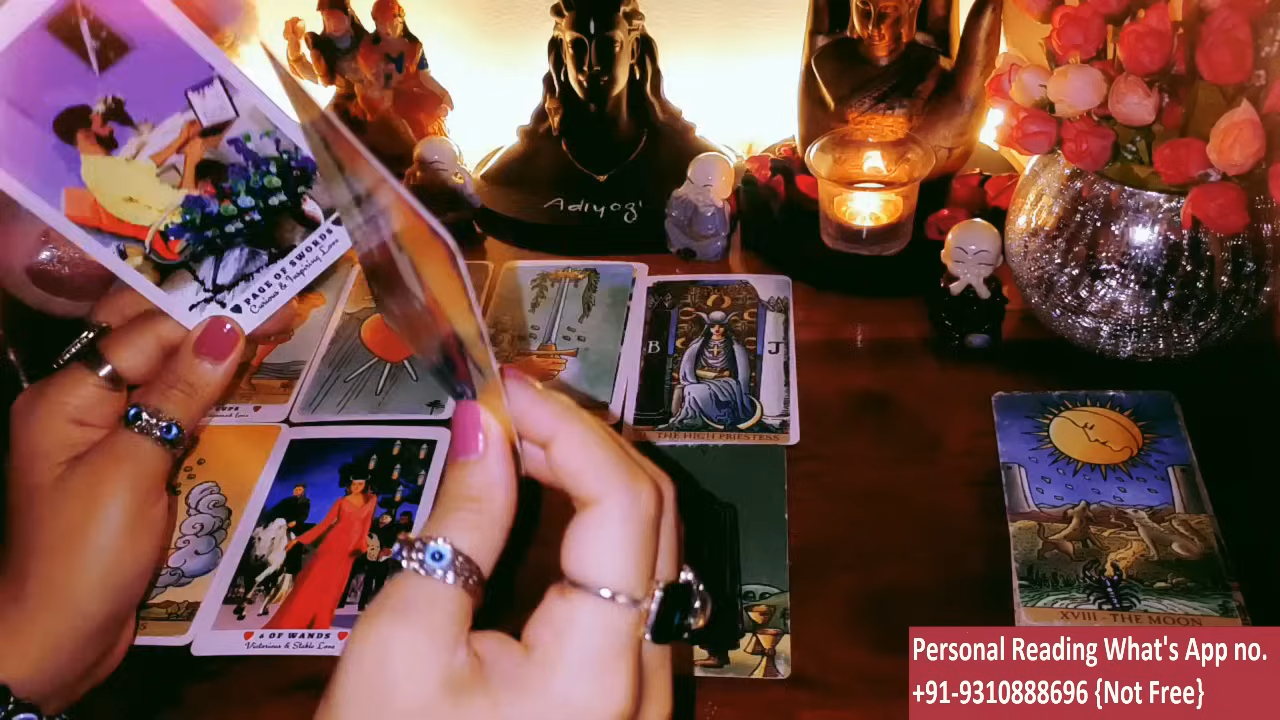 Adiyogi
PAGE OF SWORDS
Curious & Inspiring Love
B
J
THE HIGH PRIESTESS
6 OF WANDS
Victorious & Stable Love
XVIII - THE MOON
Personal Reading What's App no.
+91-9310888696 {Not Free}